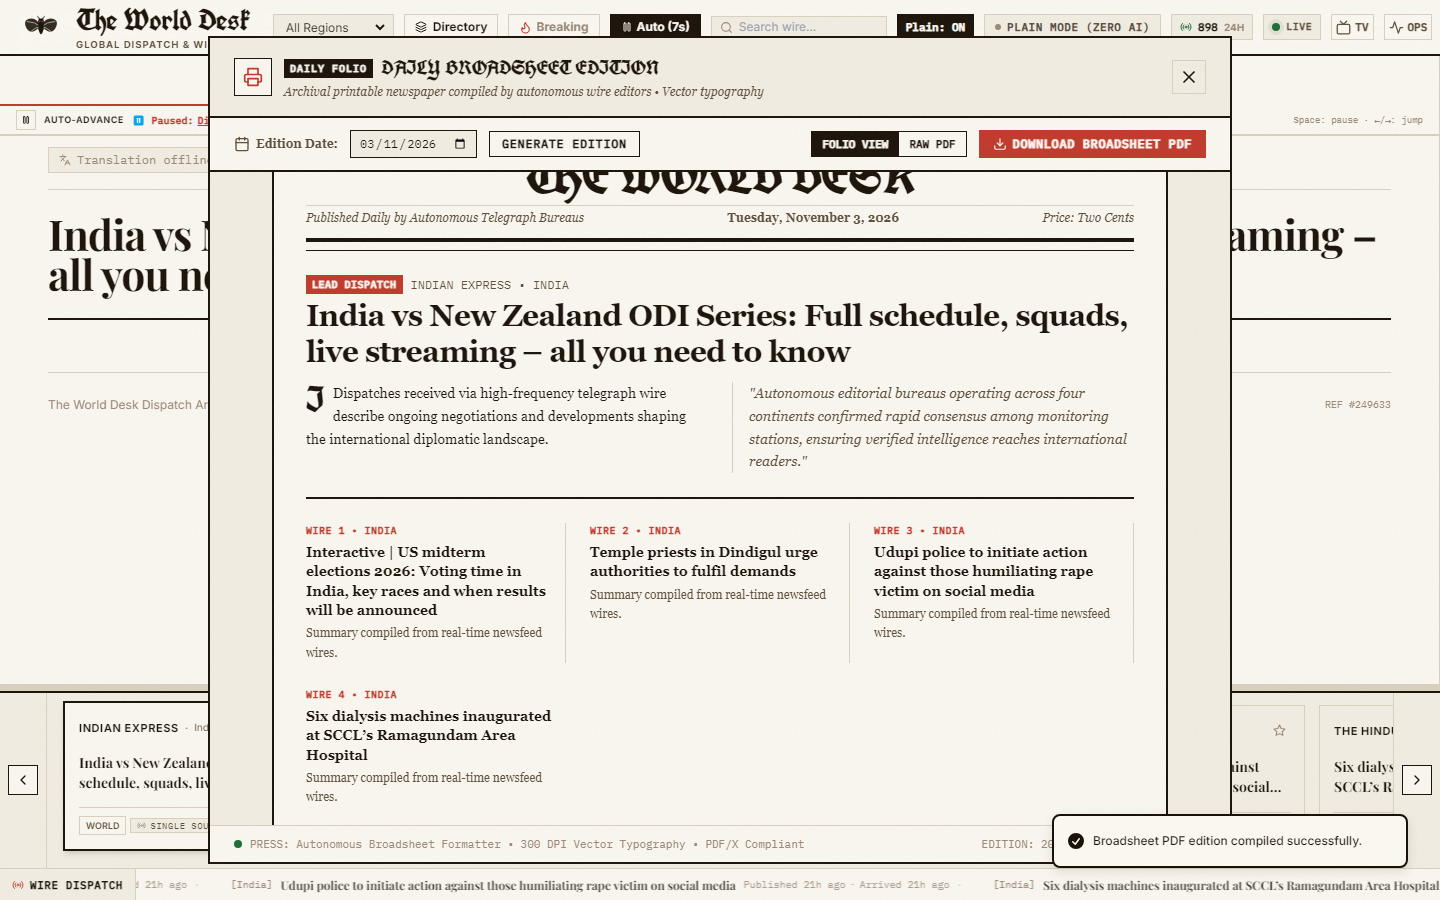 The World Desk
GLOBAL DISPATCH & WI
All Regions
Directory
Breaking
Auto (7s)
Search wire...
Plain: ON
PLAIN MODE (ZERO AI)
898 24H
LIVE
TV
OPS
DAILY FOLIO DAILY BROADSHEET EDITION
Archival printable newspaper compiled by autonomous wire editors • Vector typography
AUTO-ADVANCE Paused: Di
Space: pause · ←/→: jump
Edition Date: 03/11/2026 GENERATE EDITION
FOLIO VIEW RAW PDF DOWNLOAD BROADSHEET PDF
Translation offlin
THE WORLD DESK
Published Daily by Autonomous Telegraph Bureaus Tuesday, November 3, 2026 Price: Two Cents
India vs
all you
aming –
LEAD DISPATCH INDIAN EXPRESS • INDIA
India vs New Zealand ODI Series: Full schedule, squads,
live streaming – all you need to know
The World Desk Dispatch Ar
REF #249633
J Dispatches received via high-frequency telegraph wire
describe ongoing negotiations and developments shaping
the international diplomatic landscape.
"Autonomous editorial bureaus operating across four
continents confirmed rapid consensus among monitoring
stations, ensuring verified intelligence reaches international
readers."
WIRE 1 • INDIA
Interactive | US midterm
elections 2026: Voting time in
India, key races and when results
will be announced
Summary compiled from real-time newsfeed
wires.
WIRE 2 • INDIA
Temple priests in Dindigul urge
authorities to fulfil demands
Summary compiled from real-time newsfeed
wires.
WIRE 3 • INDIA
Udupi police to initiate action
against those humiliating rape
victim on social media
Summary compiled from real-time newsfeed
wires.
WIRE 4 • INDIA
Six dialysis machines inaugurated
at SCCL’s Ramagundam Area
Hospital
Summary compiled from real-time newsfeed
wires.
INDIAN EXPRESS · Ind
India vs New Zealan
schedule, squads, liv
WORLD SINGLE SOU
inst
social...
THE HIND
Six dialys
SCCL’s R
PRESS: Autonomous Broadsheet Formatter • 300 DPI Vector Typography • PDF/X Compliant
EDITION: 20
Broadsheet PDF edition compiled successfully.
WIRE DISPATCH
21h ago ·
[India] Udupi police to initiate action against those humiliating rape victim on social media Published 21h ago · Arrived 21h ago ·
[India] Six dialysis machines inaugurated at SCCL’s Ramagundam Area Hospital